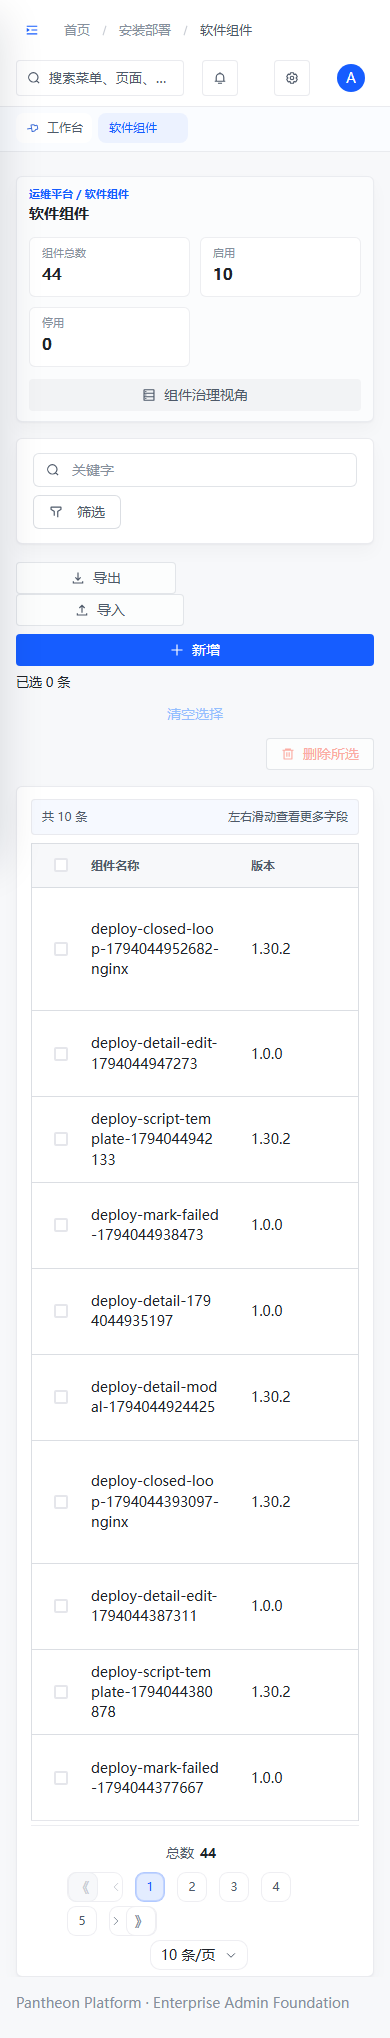 首页 / 安装部署 / 软件组件
搜索菜单、页面、...
A
工作台
软件组件
运维平台 / 软件组件
软件组件
组件总数
44
启用
10
停用
0
组件治理视角
关键字
筛选
导出
导入
新增
已选 0 条
清空选择
删除所选
共 10 条
左右滑动查看更多字段
组件名称
版本
deploy-closed-loo
p-1794044952682-
nginx
1.30.2
deploy-detail-edit-
1794044947273
1.0.0
deploy-script-tem
plate-1794044942
133
1.30.2
deploy-mark-failed
-1794044938473
1.0.0
deploy-detail-179
4044935197
1.0.0
deploy-detail-mod
al-1794044924425
1.30.2
deploy-closed-loo
p-1794044393097-
nginx
1.30.2
deploy-detail-edit-
1794044387311
1.0.0
deploy-script-tem
plate-1794044380
878
1.30.2
deploy-mark-failed
-1794044377667
1.0.0
总数 44
《 < 1 2 3 4
5 > 》
10 条/页
Pantheon Platform · Enterprise Admin Foundation